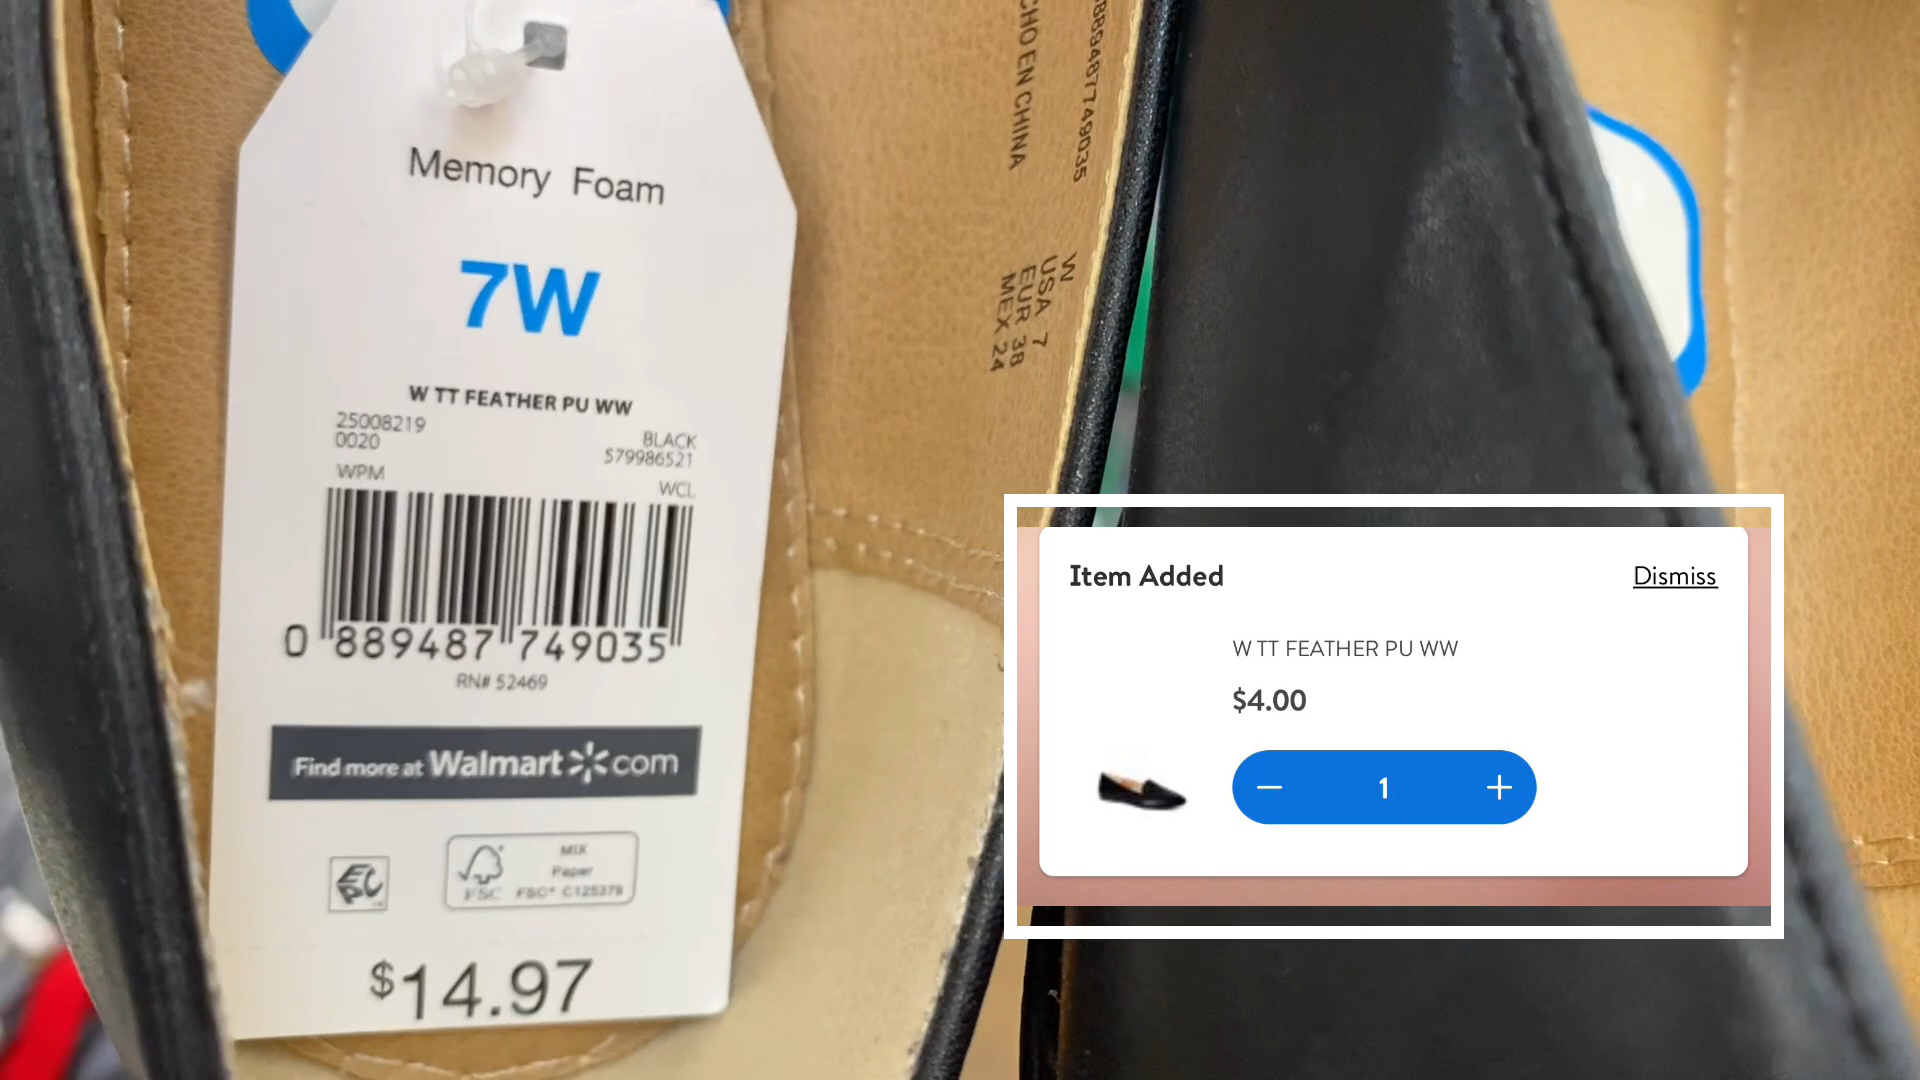 Memory Foam
7W
W TT FEATHER PU WW
25008219
0020
BLACK
579986521
WPM
WCL
0 889487 749035
RN# 52469
Find more at Walmart com
EPC
FSC
MIX
Paper
FSC® C125379
$14.97
CHO EN CHINA
889487749035
W
USA 7
EUR 38
MEX 24
Item Added
Dismiss
W TT FEATHER PU WW
$4.00
1